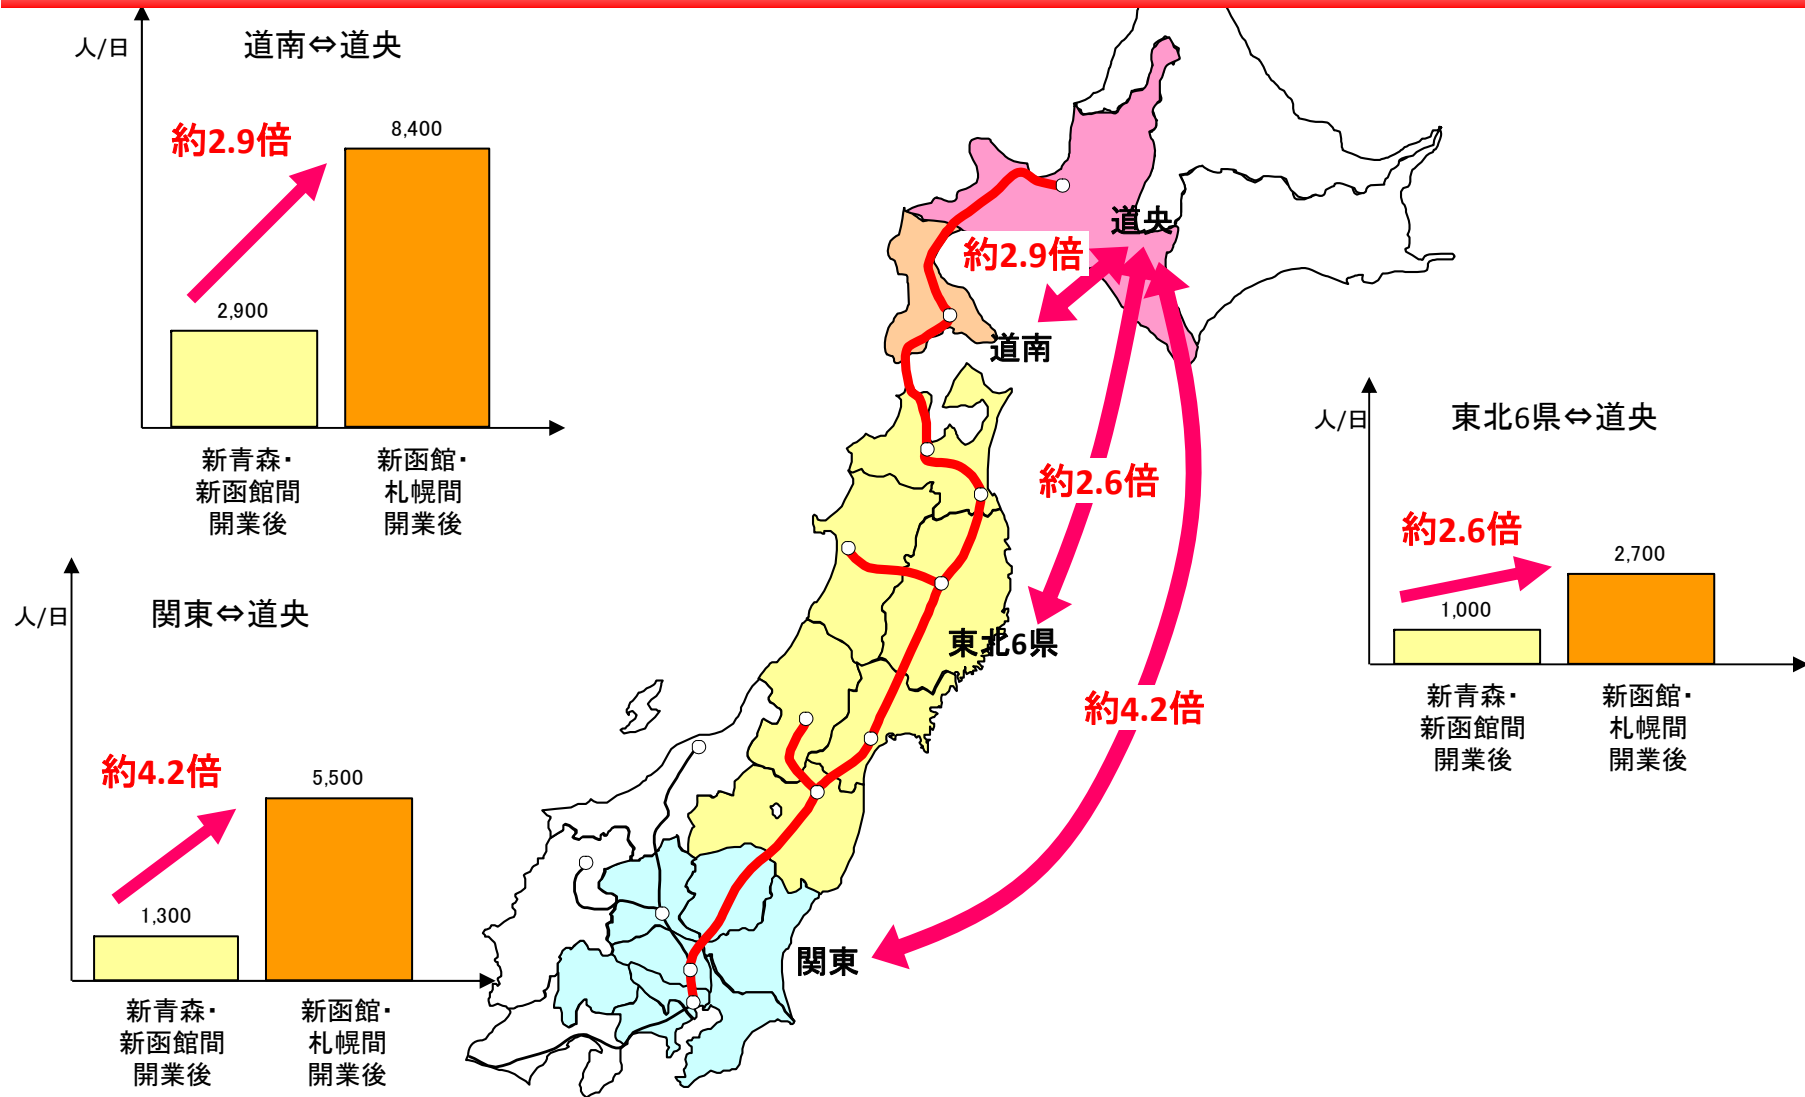 人/日
道南⇔道央
約2.9倍
8,400
2,900
新青森・
新函館間
開業後
新函館・
札幌間
開業後
道央
約2.9倍
道南
人/日
東北6県⇔道央
約2.6倍
約2.6倍
2,700
1,000
新青森・
新函館間
開業後
新函館・
札幌間
開業後
人/日
関東⇔道央
東北6県
約4.2倍
約4.2倍
5,500
1,300
関東
新青森・
新函館間
開業後
新函館・
札幌間
開業後